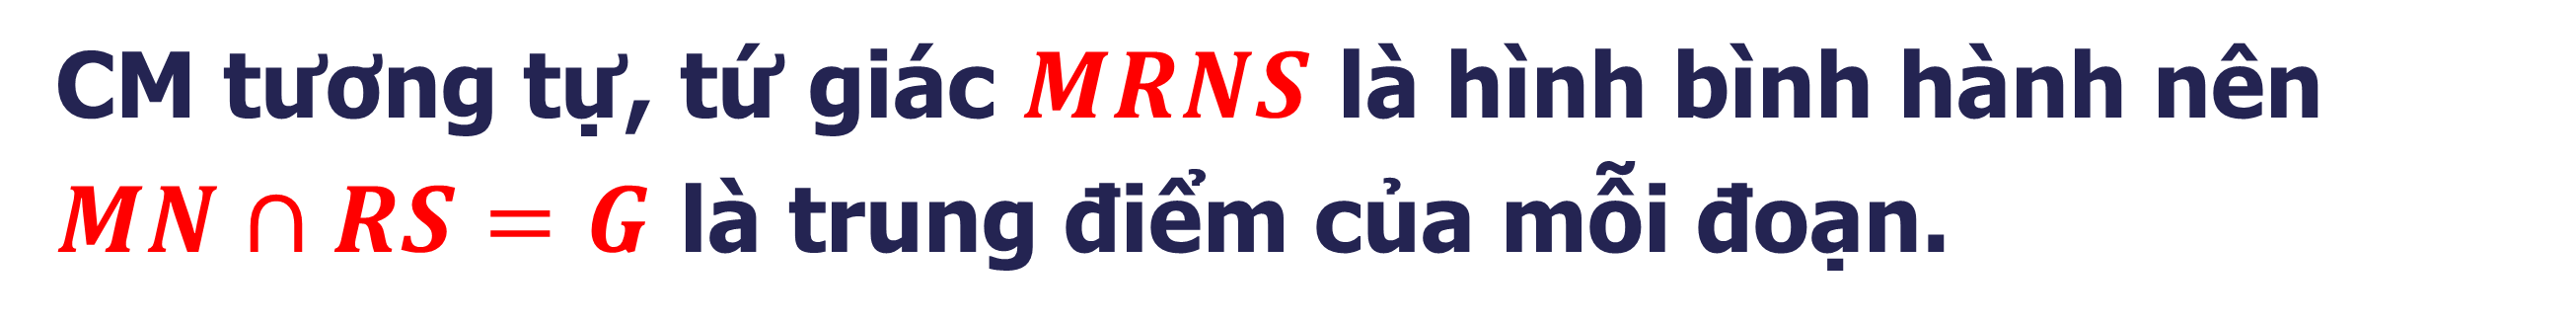 CM tương tự, tứ giác MRNS là hình bình hành nên
MN ∩ RS = G là trung điểm của mỗi đoạn.